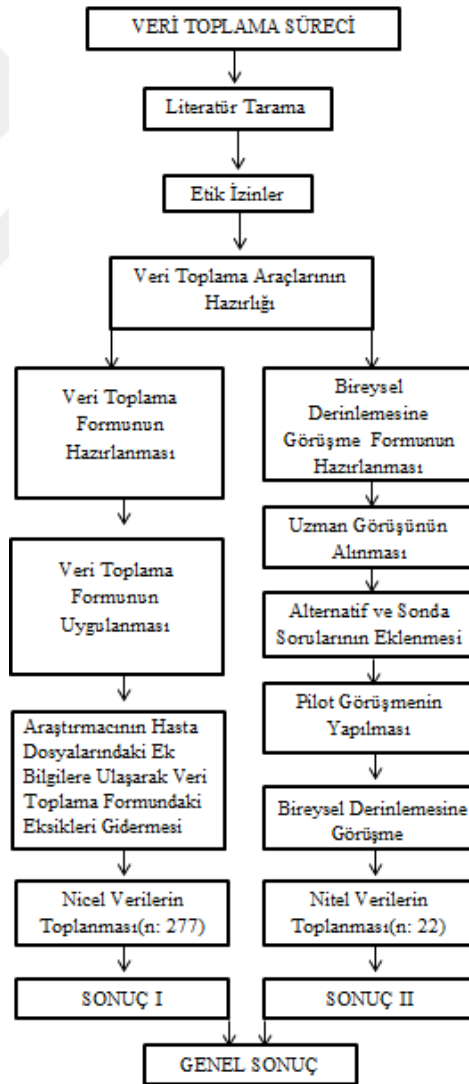 VERİ TOPLAMA SÜRECİ
Literatür Tarama
Etik İzinler
Veri Toplama Araçlarının
Hazırlığı
Veri Toplama
Formunun
Hazırlanması
Veri Toplama
Formunun
Uygulanması
Araştırmacının Hasta
Dosyalarındaki Ek
Bilgilere Ulaşarak Veri
Toplama Formundaki
Eksikleri Gidermesi
Nicel Verilerin
Toplanması(n: 277)
SONUÇ I
Bireysel
Derinlemesine
Görüşme Formunun
Hazırlanması
Uzman Görüşünün
Alınması
Alternatif ve Sonda
Sorularının Eklenmesi
Pilot Görüşmenin
Yapılması
Bireysel Derinlemesine
Görüşme
Nitel Verilerin
Toplanması(n: 22)
SONUÇ II
GENEL SONUÇ